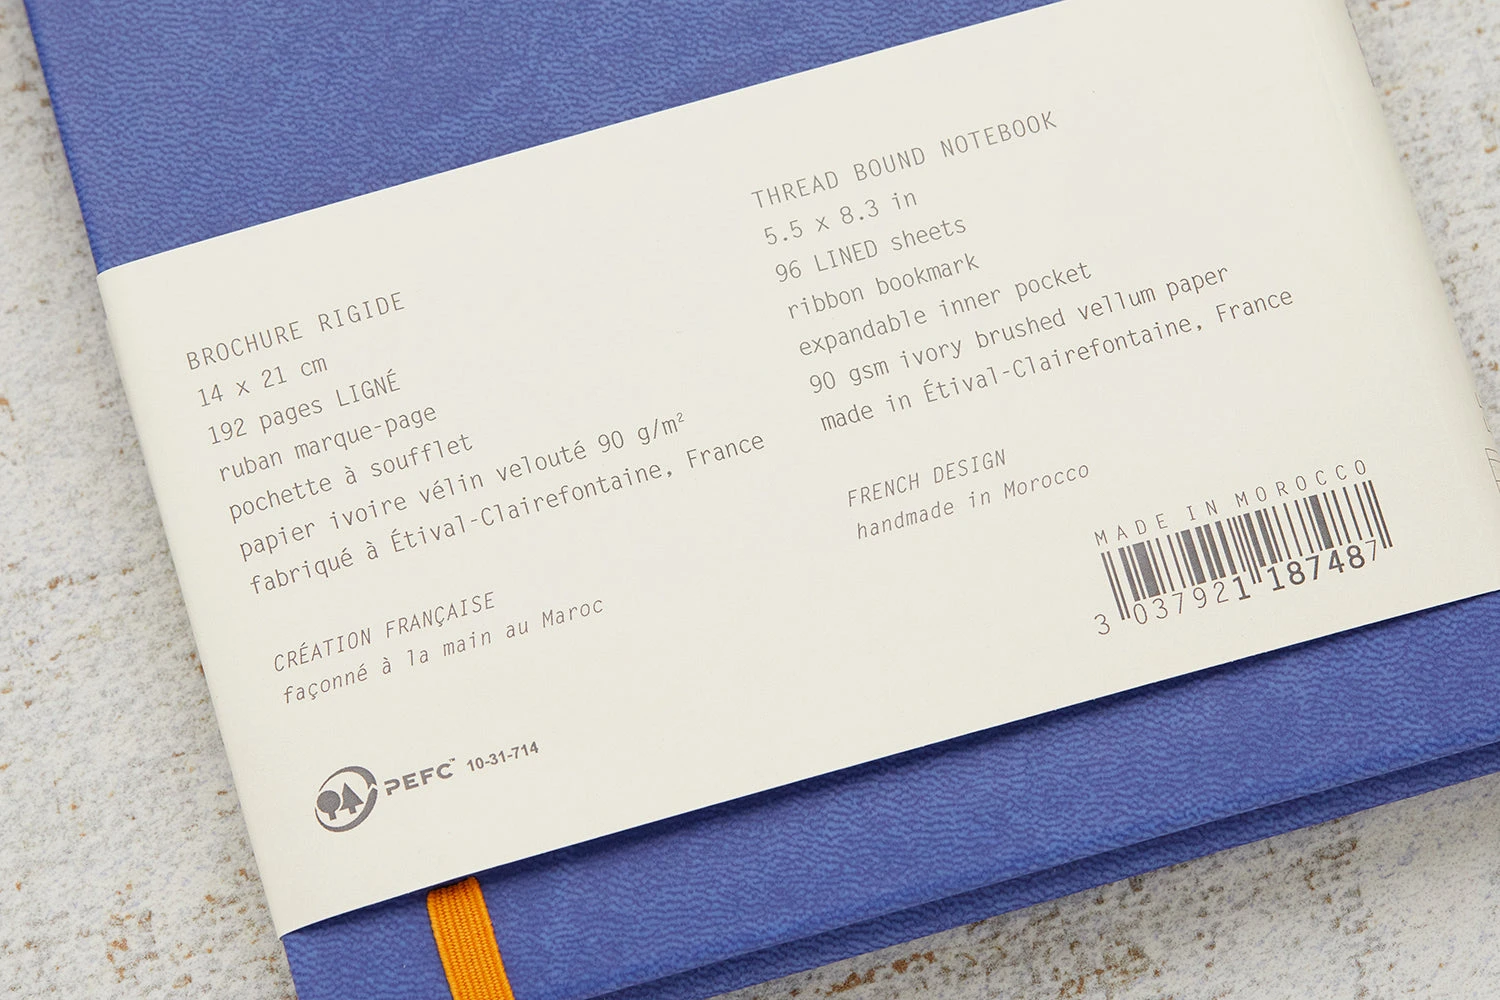 BROCHURE RIGIDE
14 x 21 cm
192 pages LIGNÉ
ruban marque-page
pochette à soufflet
papier ivoire vélin velouté 90 g/m²
fabriqué à Étival-Clairefontaine, France
CRÉATION FRANÇAISE
façonné à la main au Maroc
PEFC™ 10-31-714
THREAD BOUND NOTEBOOK
5.5 x 8.3 in
96 LINED sheets
ribbon bookmark
expandable inner pocket
90 gsm ivory brushed vellum paper
made in Étival-Clairefontaine, France
FRENCH DESIGN
handmade in Morocco
MADE IN MOROCCO
3 037921 187487